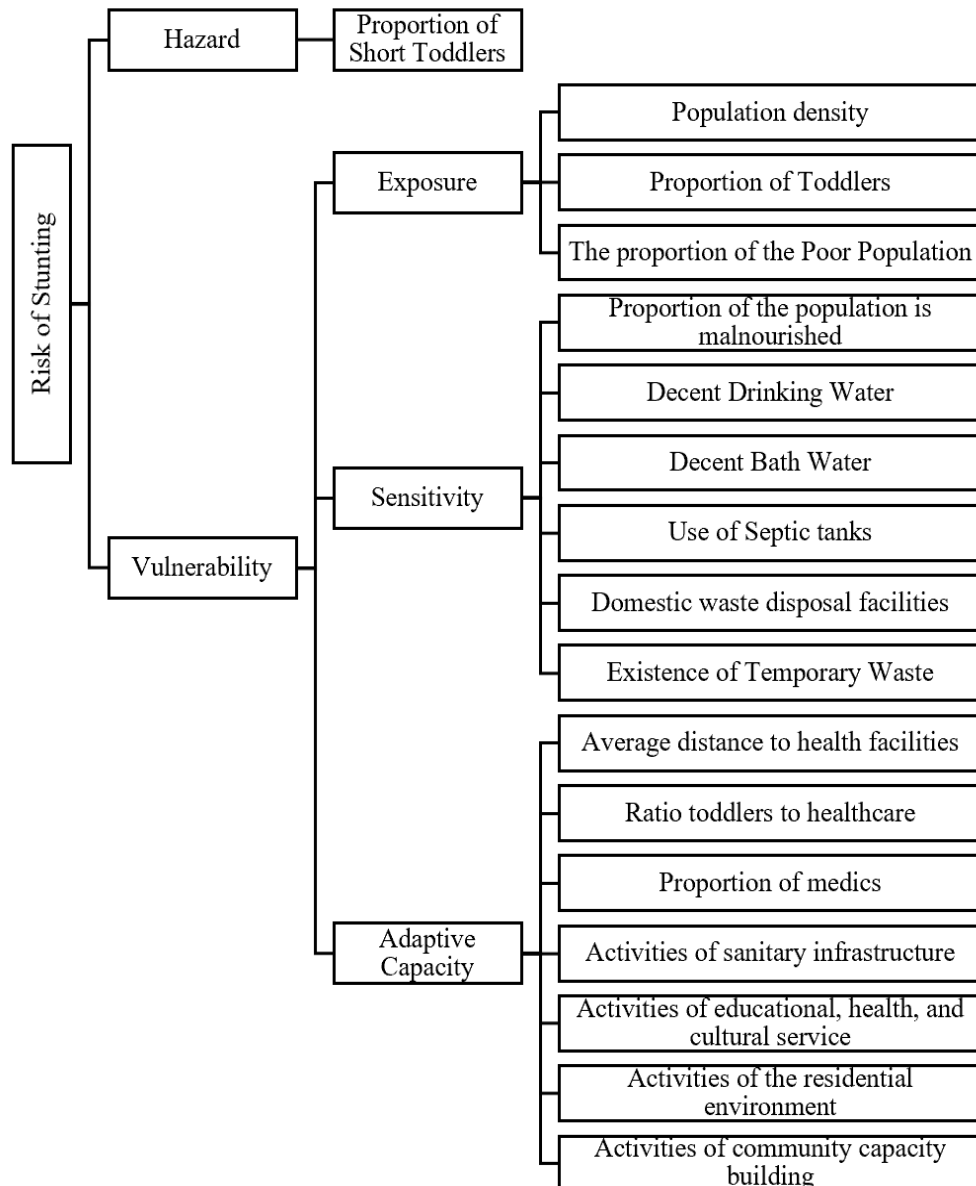 Risk of Stunting
Hazard
Proportion of
Short Toddlers
Vulnerability
Exposure
Population density
Proportion of Toddlers
The proportion of the Poor Population
Sensitivity
Proportion of the population is
malnourished
Decent Drinking Water
Decent Bath Water
Use of Septic tanks
Domestic waste disposal facilities
Existence of Temporary Waste
Adaptive
Capacity
Average distance to health facilities
Ratio toddlers to healthcare
Proportion of medics
Activities of sanitary infrastructure
Activities of educational, health, and
cultural service
Activities of the residential
environment
Activities of community capacity
building